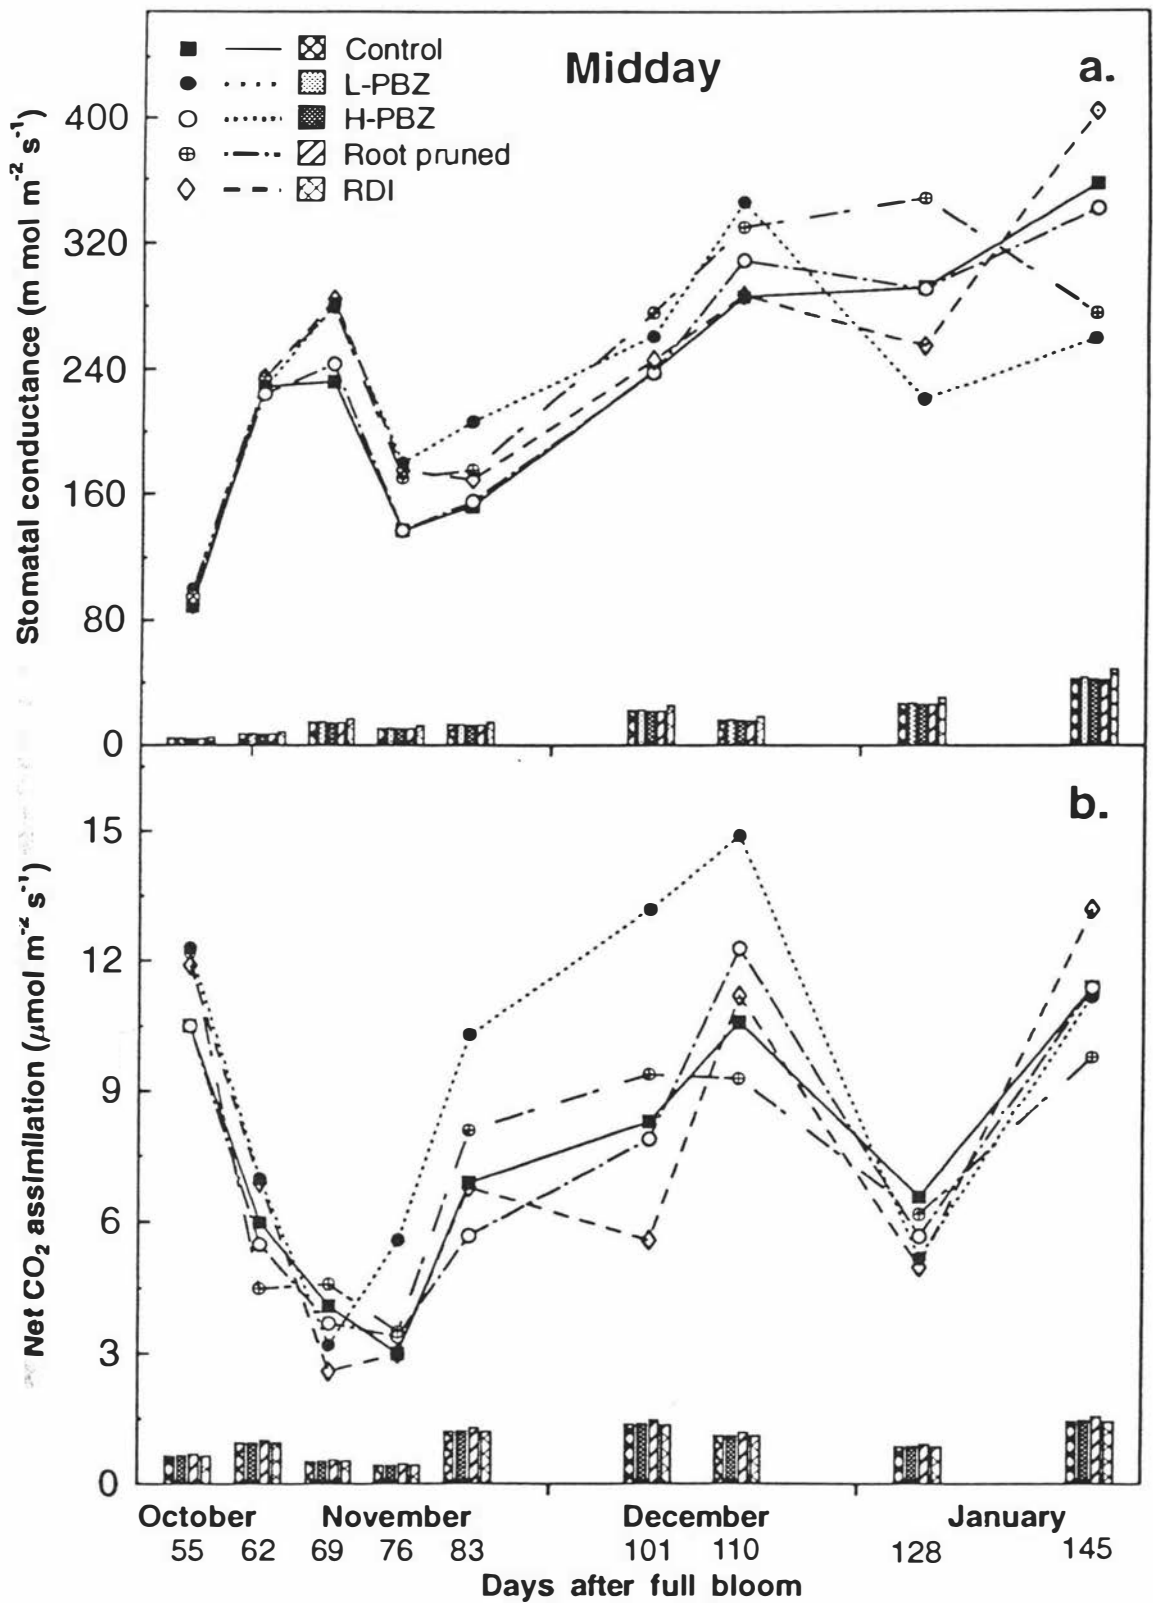 Midday
a.
Control
L-PBZ
H-PBZ
Root pruned
RDI
Stomatal conductance (m mol m⁻² s⁻¹)
400
320
240
160
80
0
b.
Net CO₂ assimilation (μmol m⁻² s⁻¹)
15
12
9
6
3
0
October November December January
55 62 69 76 83 101 110 128 145
Days after full bloom